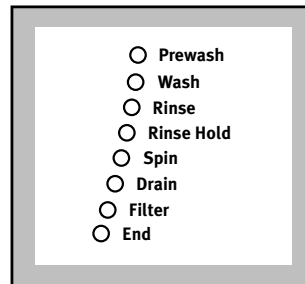 Prewash
Wash
Rinse
Rinse Hold
Spin
Drain
Filter
End